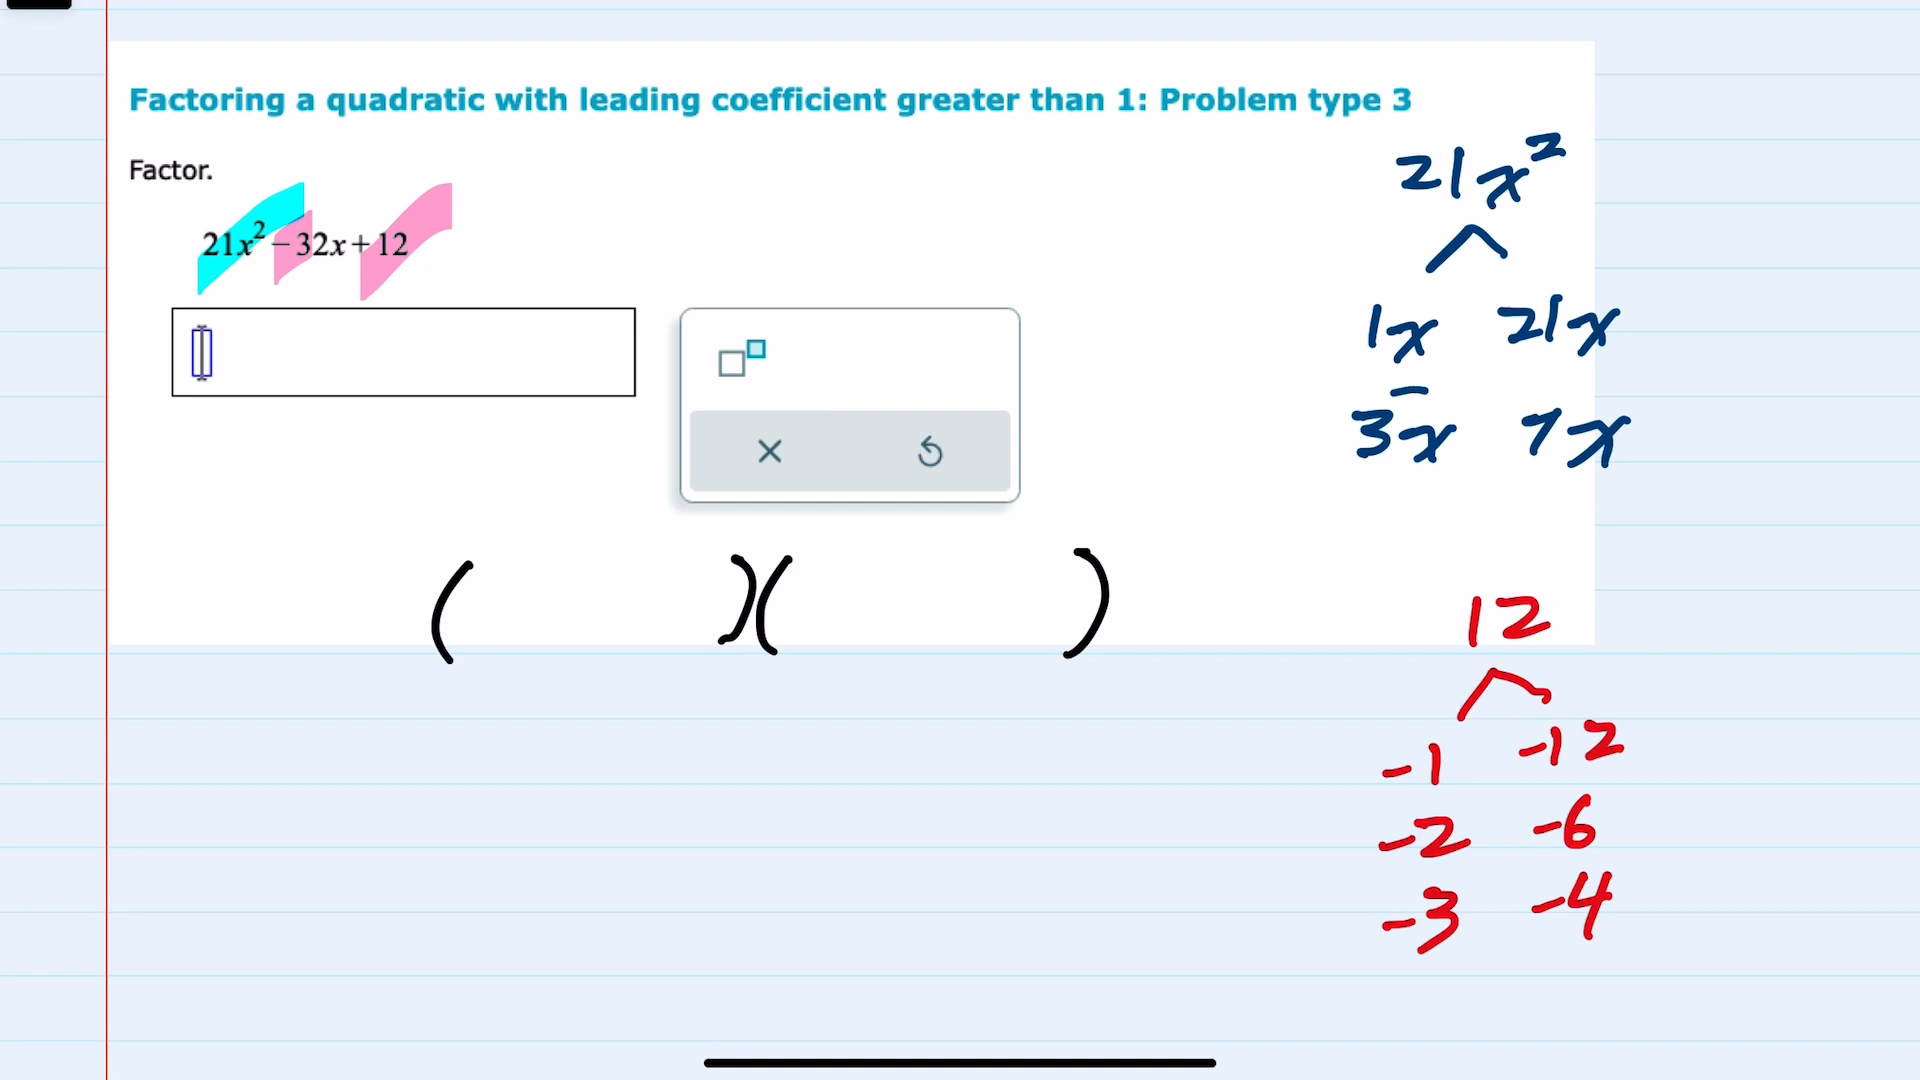 Factoring a quadratic with leading coefficient greater than 1: Problem type 3
Factor.
21x² − 32x + 12
( )( )
21x²
1x 21x
3x 7x
12
-1 -12
-2 -6
-3 -4